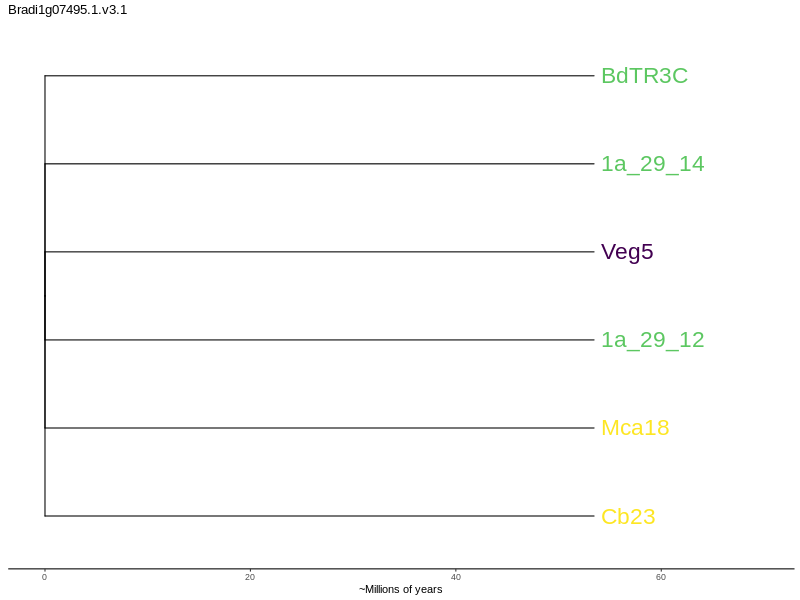 Bradi1g07495.1.v3.1
BdTR3C
1a_29_14
Veg5
1a_29_12
Mca18
Cb23
0 20 40 60
~Millions of years